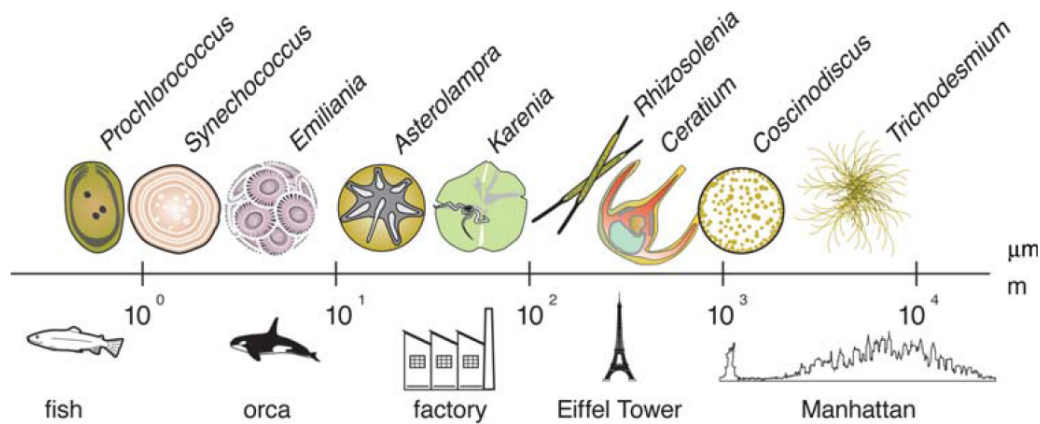 Prochlorococcus
Synechococcus
Emiliania
Asterolampra
Karenia
Rhizosolenia
Ceratium
Coscinodiscus
Trichodesmium
μm
m
10⁰
10¹
10²
10³
10⁴
fish
orca
factory
Eiffel Tower
Manhattan